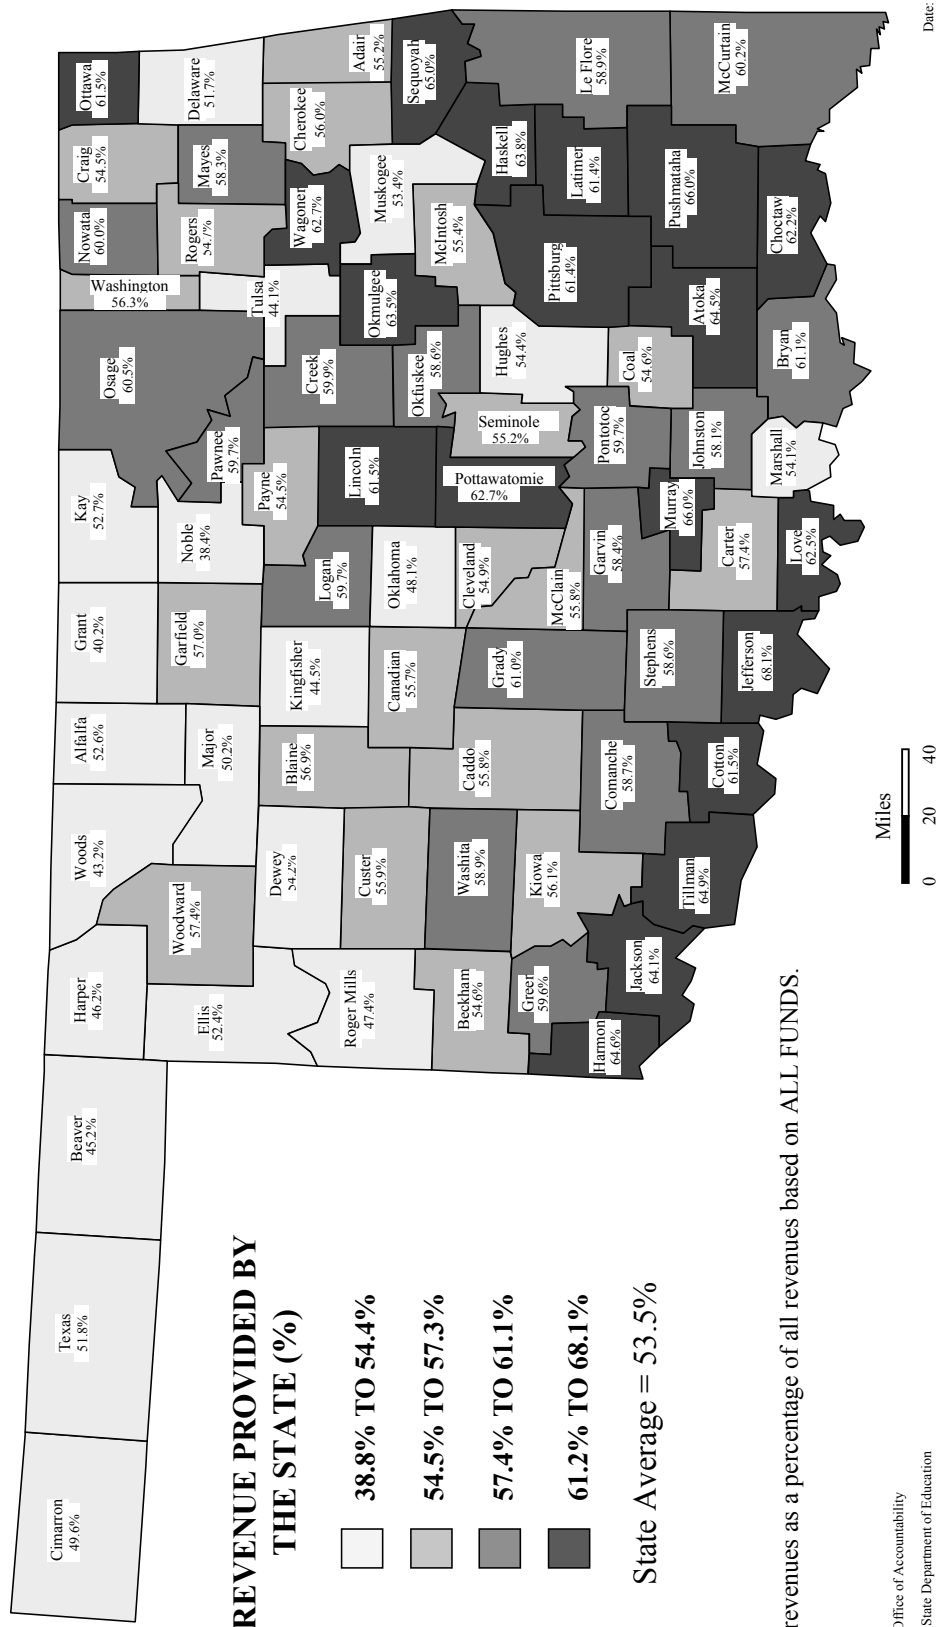 Cimarron
49.6%
Texas
51.8%
Beaver
45.2%
Harper
46.2%
Woods
43.2%
Alfalfa
52.6%
Grant
40.2%
Kay
52.7%
Osage
60.5%
Washington
56.3%
Nowata
60.0%
Craig
54.5%
Ottawa
61.5%
Ellis
52.4%
Woodward
57.4%
Major
50.2%
Garfield
57.0%
Noble
38.4%
Pawnee
59.7%
Rogers
54.7%
Mayes
58.3%
Delaware
51.7%
Dewey
54.2%
Blaine
56.9%
Kingfisher
44.5%
Logan
59.7%
Payne
54.5%
Creek
59.9%
Tulsa
44.1%
Wagoner
62.7%
Cherokee
56.0%
Adair
55.2%
Roger Mills
47.4%
Custer
55.9%
Canadian
55.7%
Oklahoma
48.1%
Lincoln
61.5%
Okfuskee
58.6%
Okmulgee
63.5%
Muskogee
53.4%
Sequoyah
65.0%
Beckham
54.6%
Washita
58.9%
Caddo
55.8%
Grady
61.0%
Cleveland
54.9%
McClain
55.8%
Pottawatomie
62.7%
Seminole
55.2%
Hughes
54.4%
McIntosh
55.4%
Haskell
63.8%
Green
59.6%
Kiowa
56.1%
Comanche
58.7%
Stephens
58.6%
Garvin
58.4%
Pontotoc
59.7%
Coal
54.6%
Pittsburg
61.4%
Latimer
61.4%
Le Flore
58.9%
Harmon
64.6%
Jackson
64.1%
Tillman
64.9%
Cotton
61.5%
Jefferson
68.1%
Murray
66.0%
Carter
57.4%
Johnston
58.1%
Atoka
64.5%
Pushmataha
66.0%
McCurtain
60.2%
Love
62.5%
Marshall
54.1%
Bryan
61.1%
Choctaw
62.2%
REVENUE PROVIDED BY
THE STATE (%)
38.8% TO 54.4%
54.5% TO 57.3%
57.4% TO 61.1%
61.2% TO 68.1%
State Average = 53.5%
revenues as a percentage of all revenues based on ALL FUNDS.
Miles
0 20 40
Office of Accountability
State Department of Education
Date: